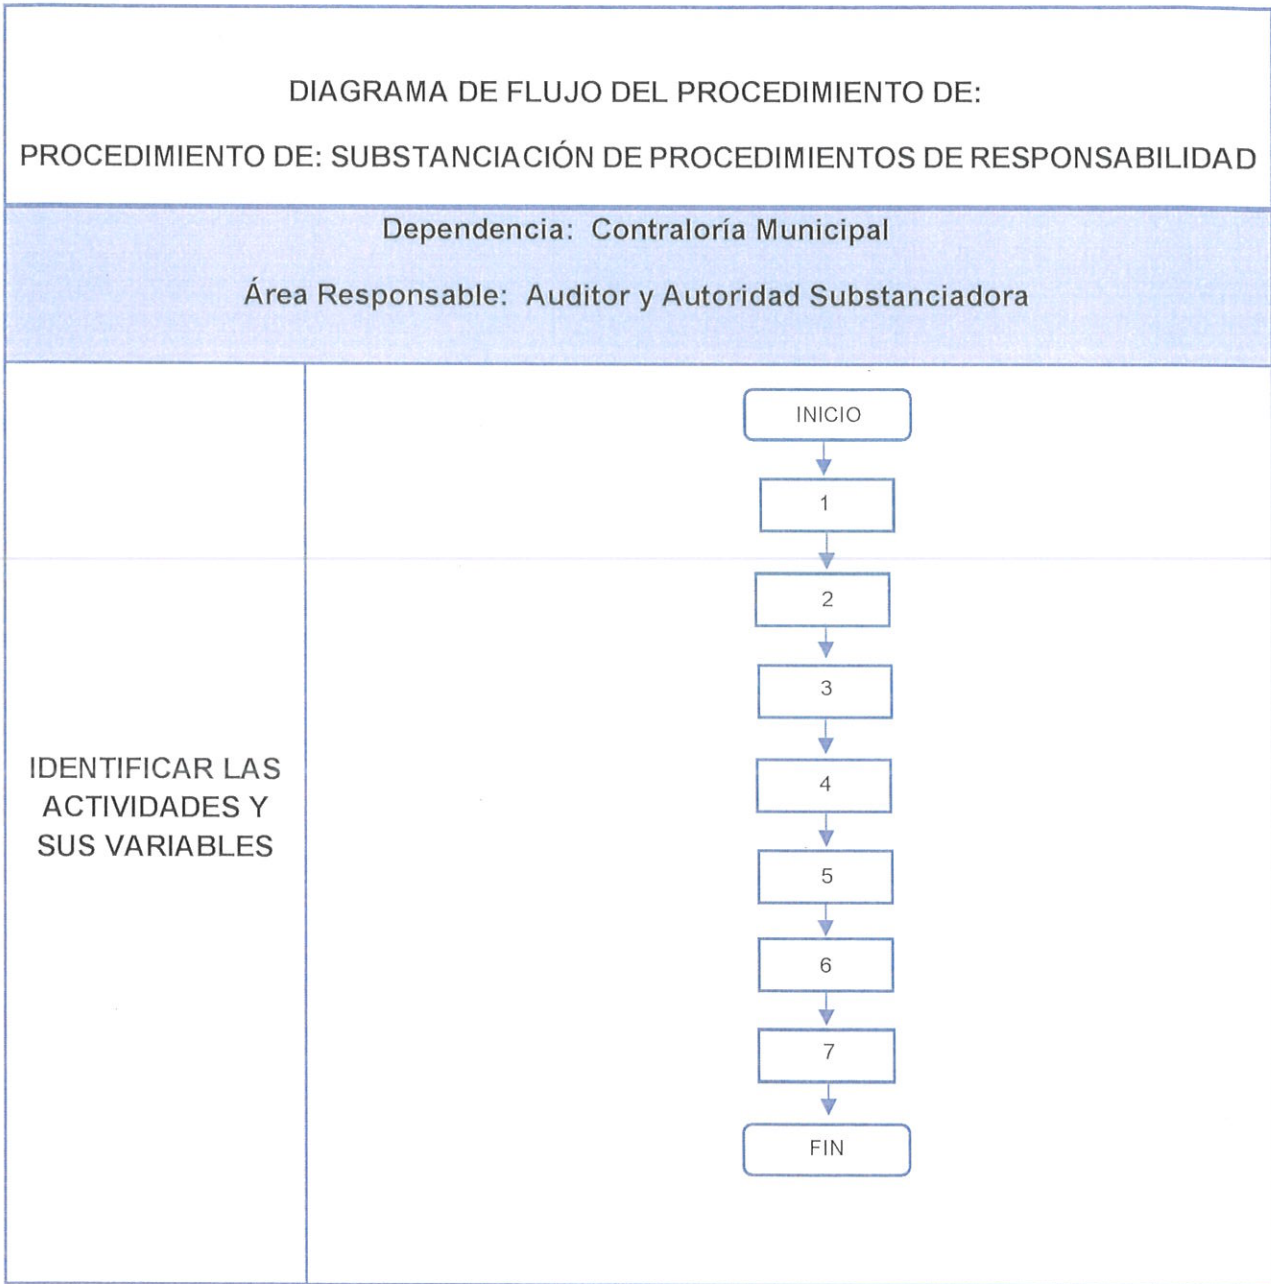 DIAGRAMA DE FLUJO DEL PROCEDIMIENTO DE:
PROCEDIMIENTO DE: SUBSTANCIACIÓN DE PROCEDIMIENTOS DE RESPONSABILIDAD
Dependencia: Contraloría Municipal
Área Responsable: Auditor y Autoridad Substanciadora
IDENTIFICAR LAS
ACTIVIDADES Y
SUS VARIABLES
INICIO
1
2
3
4
5
6
7
FIN